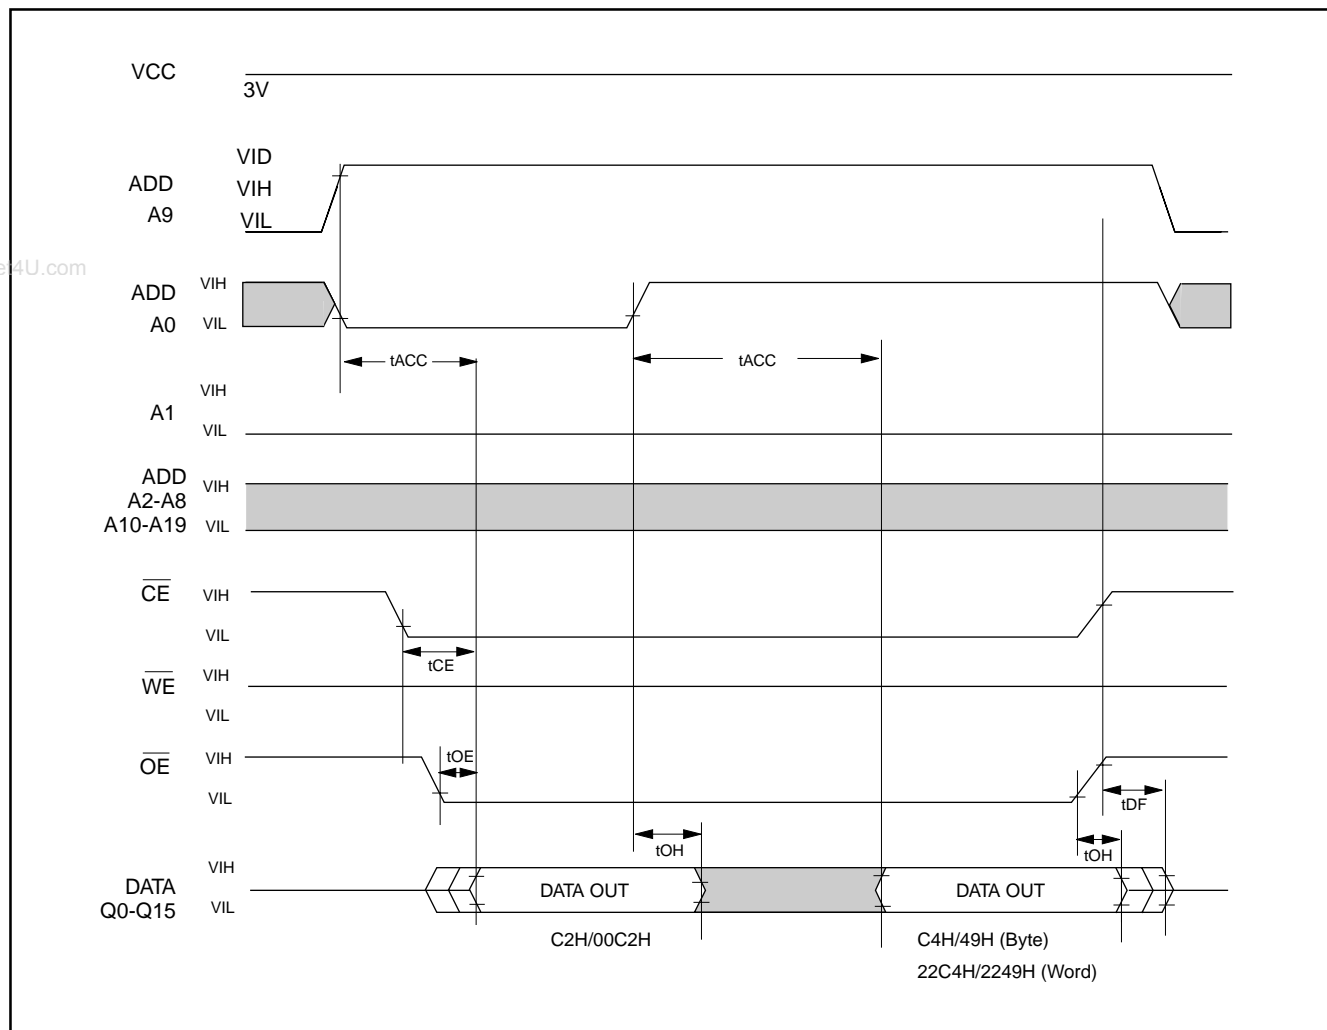 VCC
3V
VID
ADD
VIH
A9
VIL
et4U.com
ADD
VIH
A0
VIL
tACC
tACC
VIH
A1
VIL
ADD
VIH
A2-A8
A10-A19
VIL
CE
VIH
VIL
tCE
WE
VIH
VIL
OE
VIH
tOE
VIL
tDF
tOH
tOH
VIH
DATA
Q0-Q15
VIL
DATA OUT
DATA OUT
C2H/00C2H
C4H/49H (Byte)
22C4H/2249H (Word)